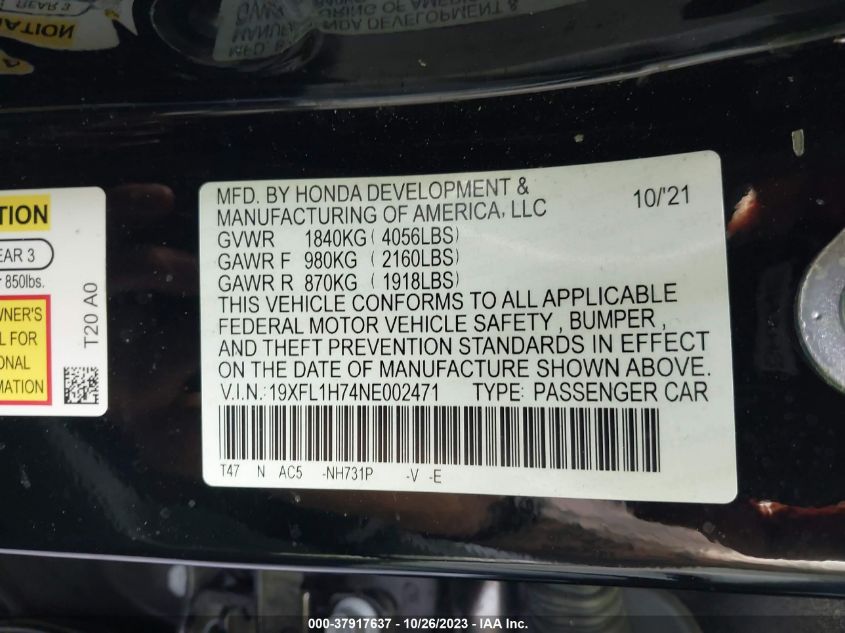 REAR 3
TION
EAR 3
r 850lbs.
WNER'S
L FOR
ONAL
MATION
T20 A0
MFD. BY HONDA DEVELOPMENT & 10/'21
MANUFACTURING OF AMERICA, LLC
GVWR 1840KG ( 4056LBS)
GAWR F 980KG ( 2160LBS)
GAWR R 870KG ( 1918LBS)
THIS VEHICLE CONFORMS TO ALL APPLICABLE
FEDERAL MOTOR VEHICLE SAFETY , BUMPER ,
AND THEFT PREVENTION STANDARDS IN EFFECT
ON THE DATE OF MANUFACTURE SHOWN ABOVE.
V.I.N.: 19XFL1H74NE002471 TYPE: PASSENGER CAR
T47 N AC5 -NH731P -V -E
000-37917637 - 10/26/2023 - IAA Inc.